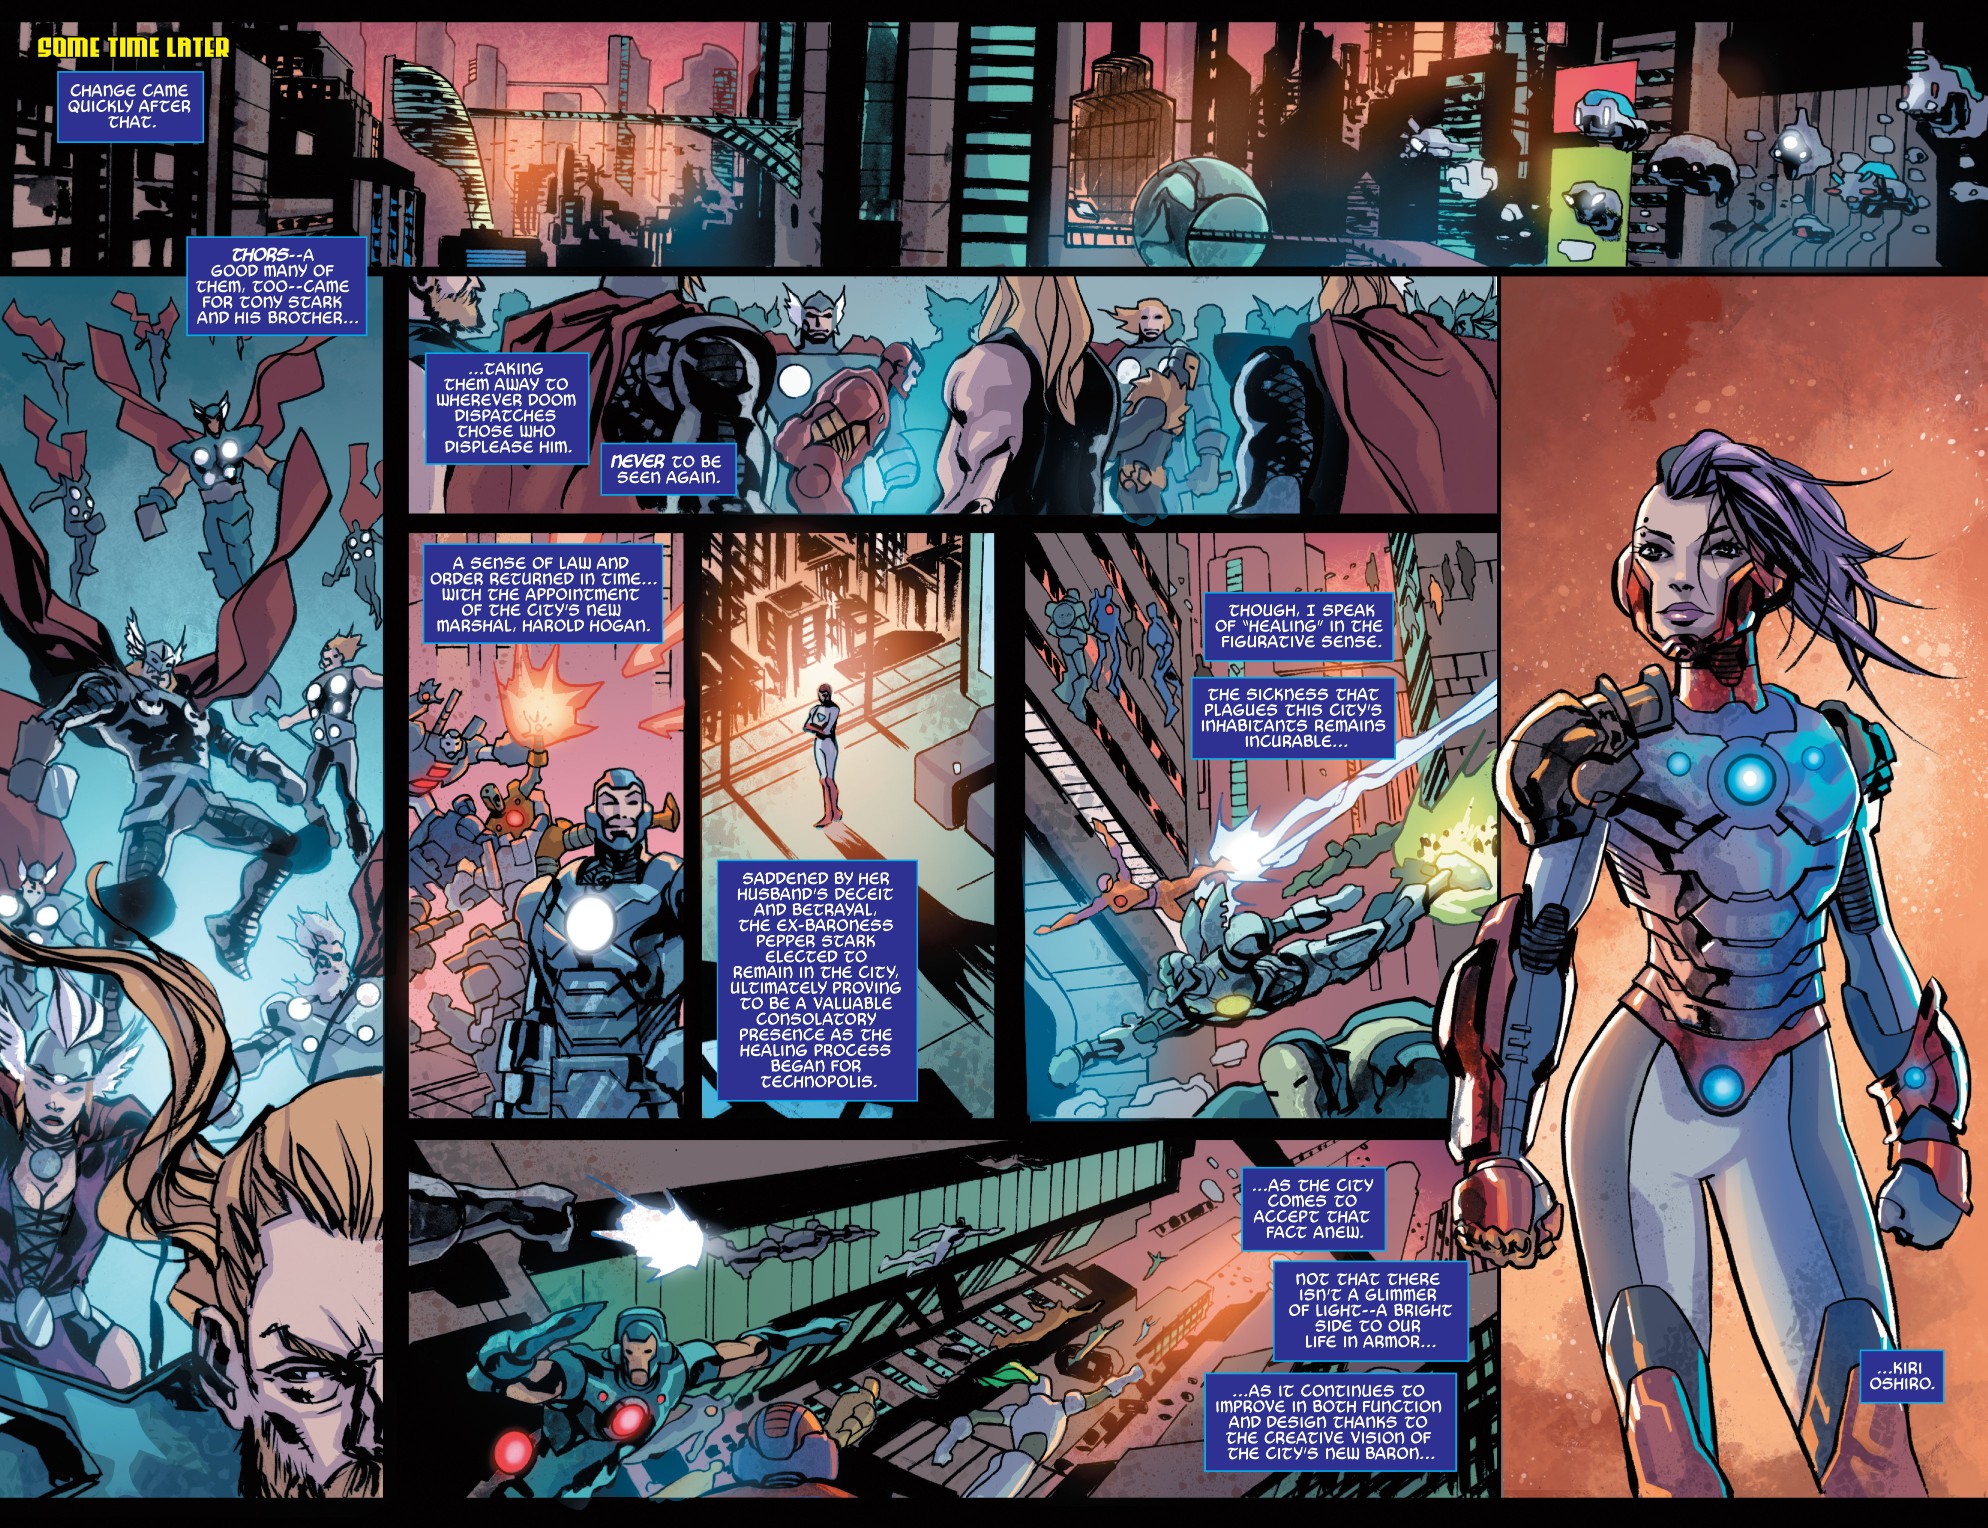 SOME TIME LATER
CHANGE CAME
QUICKLY AFTER
THAT.
THORS--A
GOOD MANY OF
THEM, TOO--CAME
FOR TONY STARK
AND HIS BROTHER...
...TAKING
THEM AWAY TO
WHEREVER DOOM
DISPATCHES
THOSE WHO
DISPLEASE HIM.
NEVER TO BE
SEEN AGAIN.
A SENSE OF LAW AND
ORDER RETURNED IN TIME...
WITH THE APPOINTMENT
OF THE CITY'S NEW
MARSHAL, HAROLD HOGAN.
SADDENED BY HER
HUSBAND'S DECEIT
AND BETRAYAL,
THE EX-BARONESS
PEPPER STARK
ELECTED TO
REMAIN IN THE CITY,
ULTIMATELY PROVING
TO BE A VALUABLE
CONSOLATORY
PRESENCE AS THE
HEALING PROCESS
BEGAN FOR
TECHNOPOLIS.
THOUGH, I SPEAK
OF "HEALING" IN THE
FIGURATIVE SENSE.
THE SICKNESS THAT
PLAGUES THIS CITY'S
INHABITANTS REMAINS
INCURABLE...
...AS THE CITY
COMES TO
ACCEPT THAT
FACT ANEW.
NOT THAT THERE
ISN'T A GLIMMER
OF LIGHT--A BRIGHT
SIDE TO OUR
LIFE IN ARMOR...
...AS IT CONTINUES TO
IMPROVE IN BOTH FUNCTION
AND DESIGN THANKS TO
THE CREATIVE VISION OF
THE CITY'S NEW BARON...
...KIRI
OSHIRO.